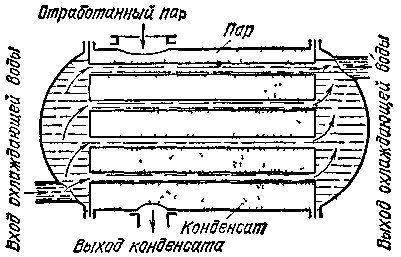 Отработанный пар
Пар
Вход охлаждающей воды
Выход охлаждающей воды
Конденсат
Выход конденсата